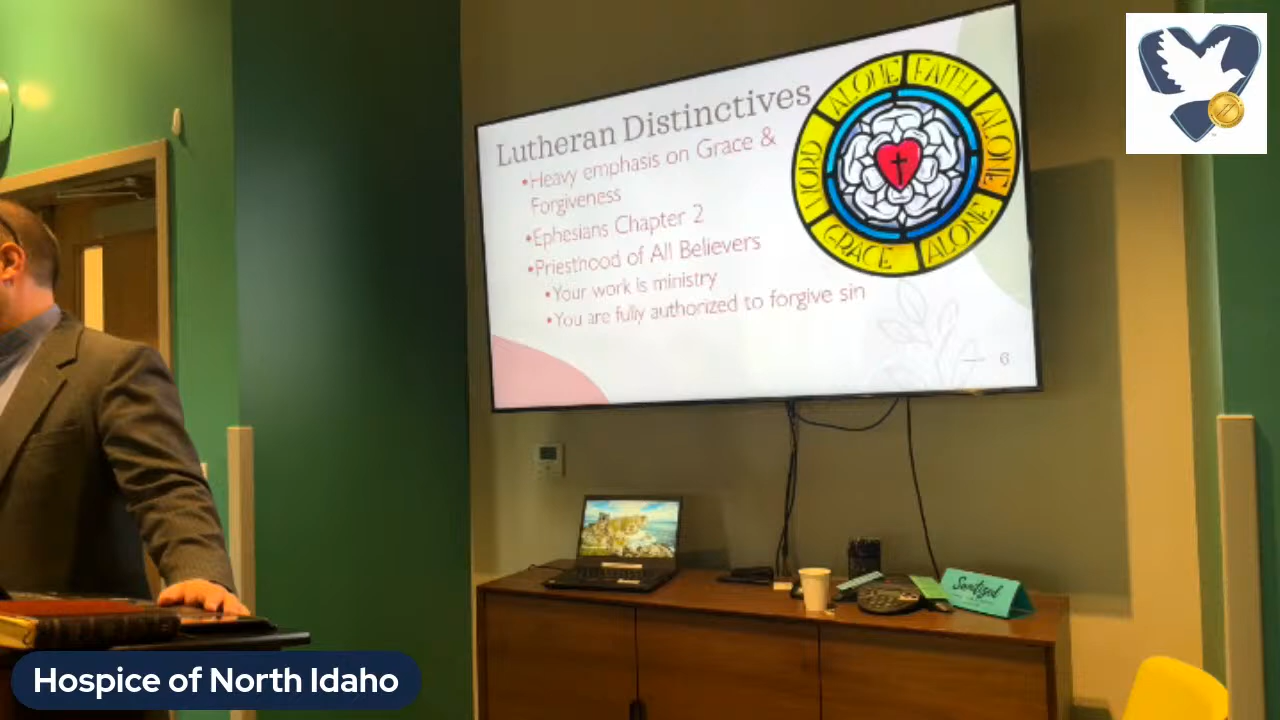 Lutheran Distinctives
•Heavy emphasis on Grace &
Forgiveness
•Ephesians Chapter 2
•Priesthood of All Believers
•Your work is ministry
•You are fully authorized to forgive sin
6
ALONE FAITH ALONE ALONE GRACE WORD
Sanitized
Hospice of North Idaho